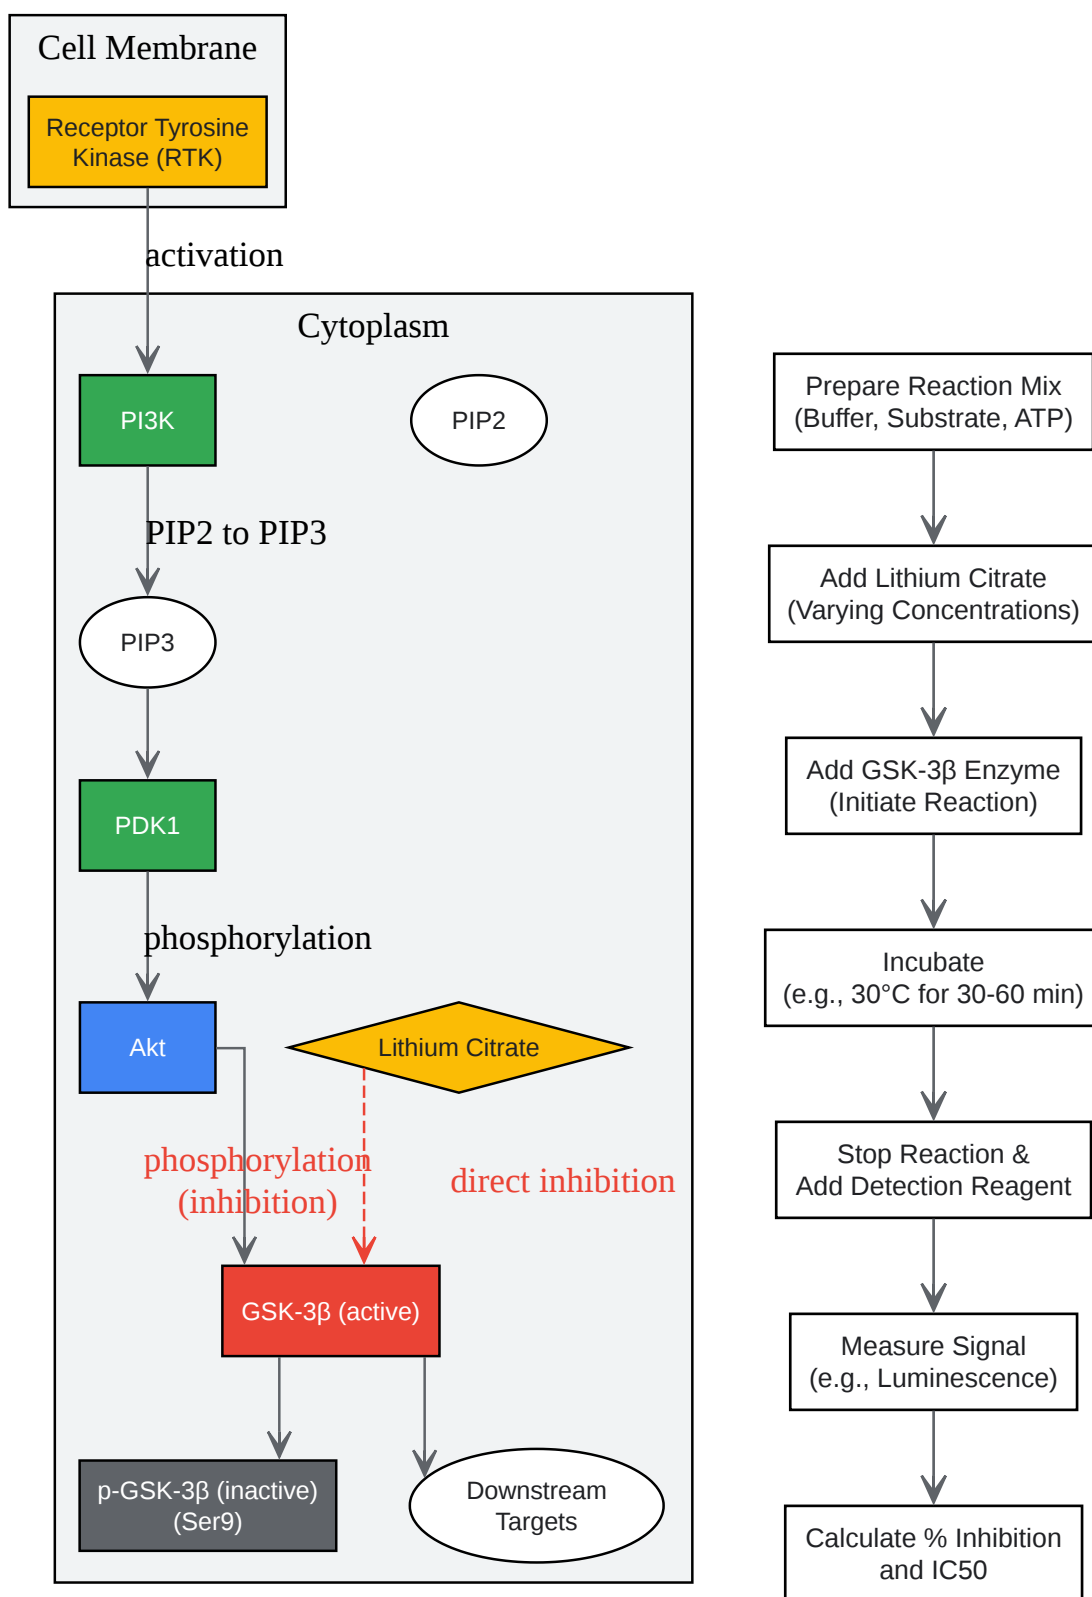 Cell Membrane
Receptor Tyrosine
Kinase (RTK)
activation
Cytoplasm
PI3K
PIP2
PIP2 to PIP3
PIP3
PDK1
phosphorylation
Akt
Lithium Citrate
phosphorylation
(inhibition)
direct inhibition
GSK-3β (active)
p-GSK-3β (inactive)
(Ser9)
Downstream
Targets
Prepare Reaction Mix
(Buffer, Substrate, ATP)
Add Lithium Citrate
(Varying Concentrations)
Add GSK-3β Enzyme
(Initiate Reaction)
Incubate
(e.g., 30°C for 30-60 min)
Stop Reaction &
Add Detection Reagent
Measure Signal
(e.g., Luminescence)
Calculate % Inhibition
and IC50